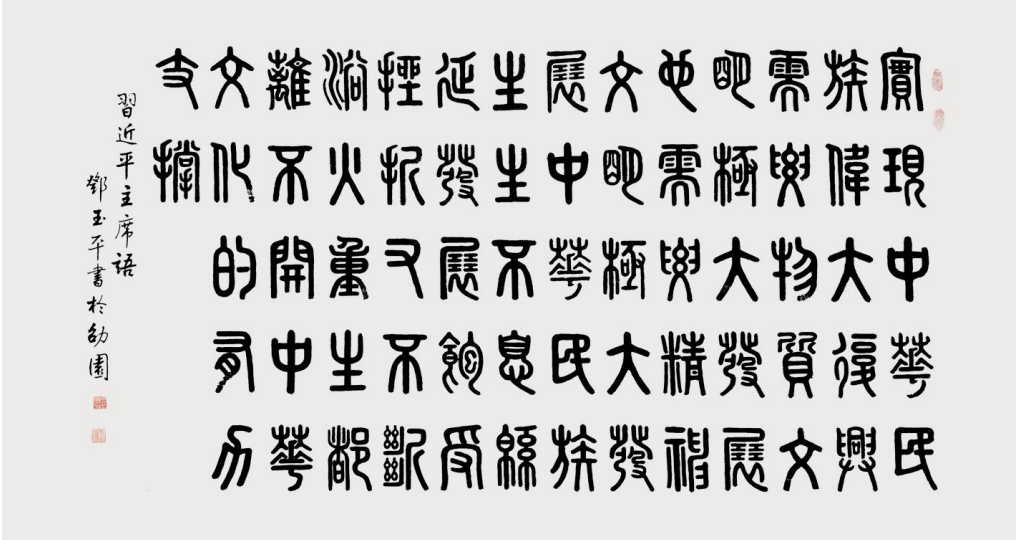 實現中華民
族偉大復興
需要物質文
明極大發展
也需要精神
文明極大發
展中華民族
生生不息緜
延發展飽受
挫折又不斷
浴火重生都
離不開中華
文化的有力
支撐
習近平主席語
鄧玉平書於園